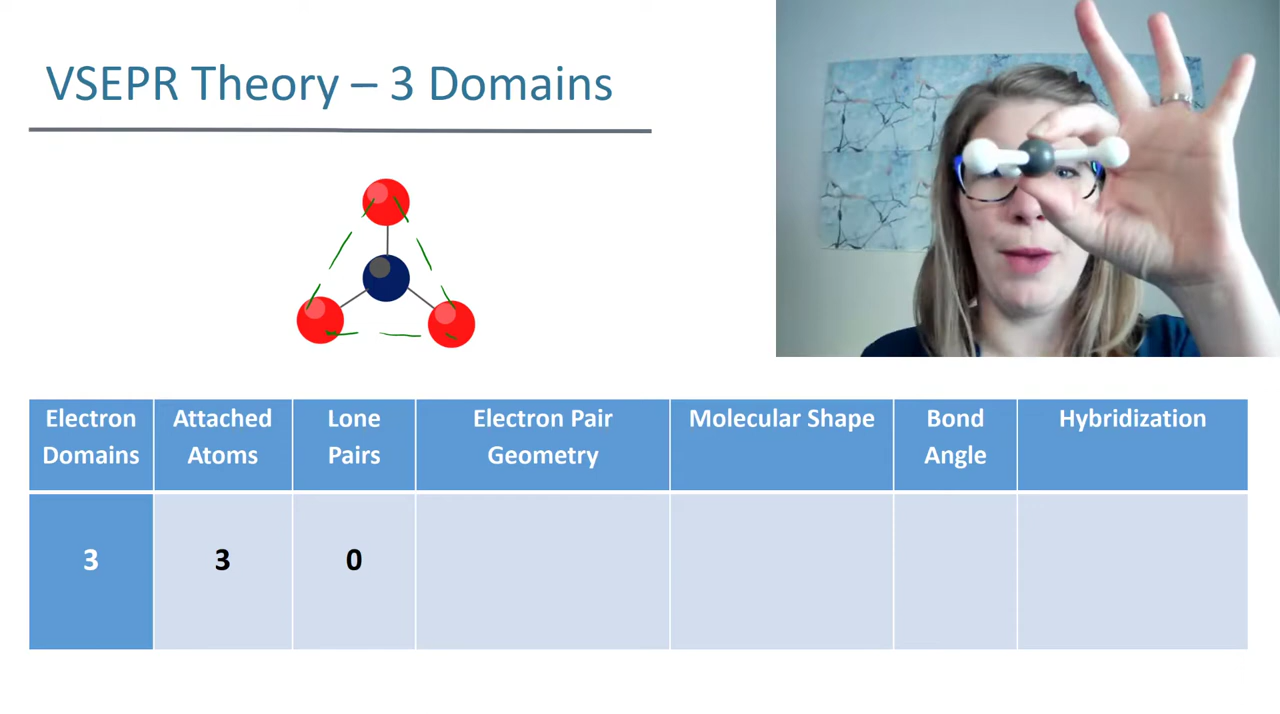 VSEPR Theory – 3 Domains
Electron Domains
Attached Atoms
Lone Pairs
Electron Pair Geometry
Molecular Shape
Bond Angle
Hybridization
3
3
0